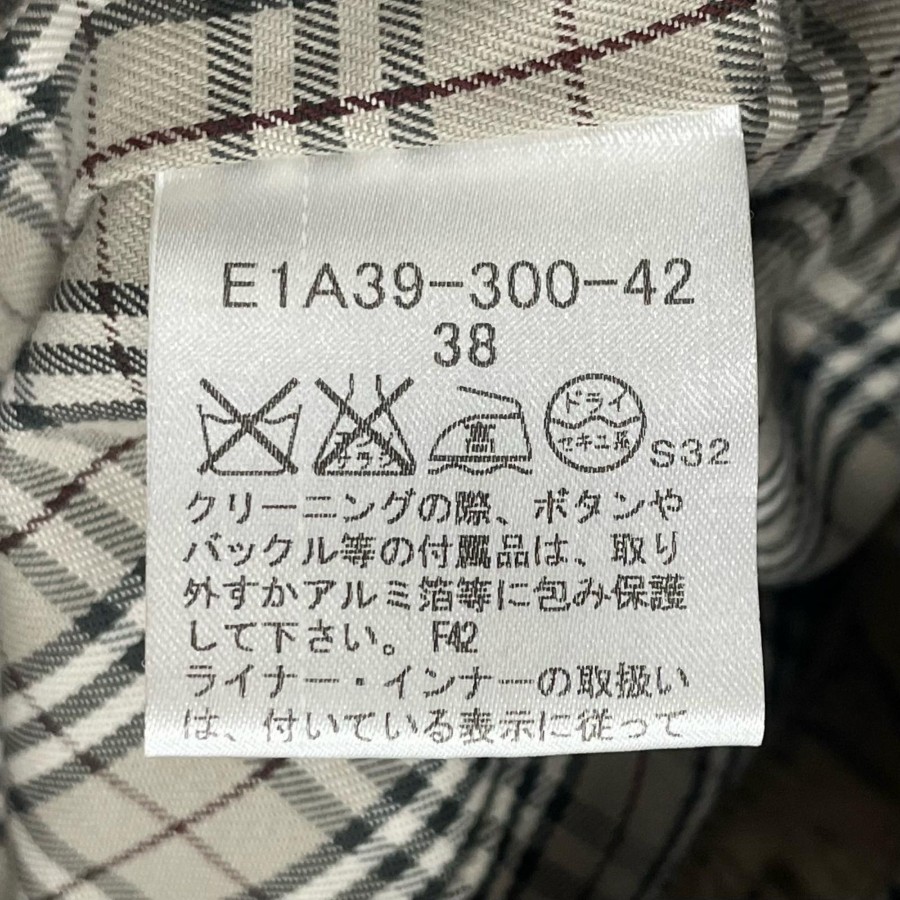 E1A39-300-42
38
高
ドライ
セキユ系
S32
クリーニングの際、ボタンや
バックル等の付属品は、取り
外すかアルミ箔等に包み保護
して下さい。 F42
ライナー・インナーの取扱い
は、付いている表示に従って